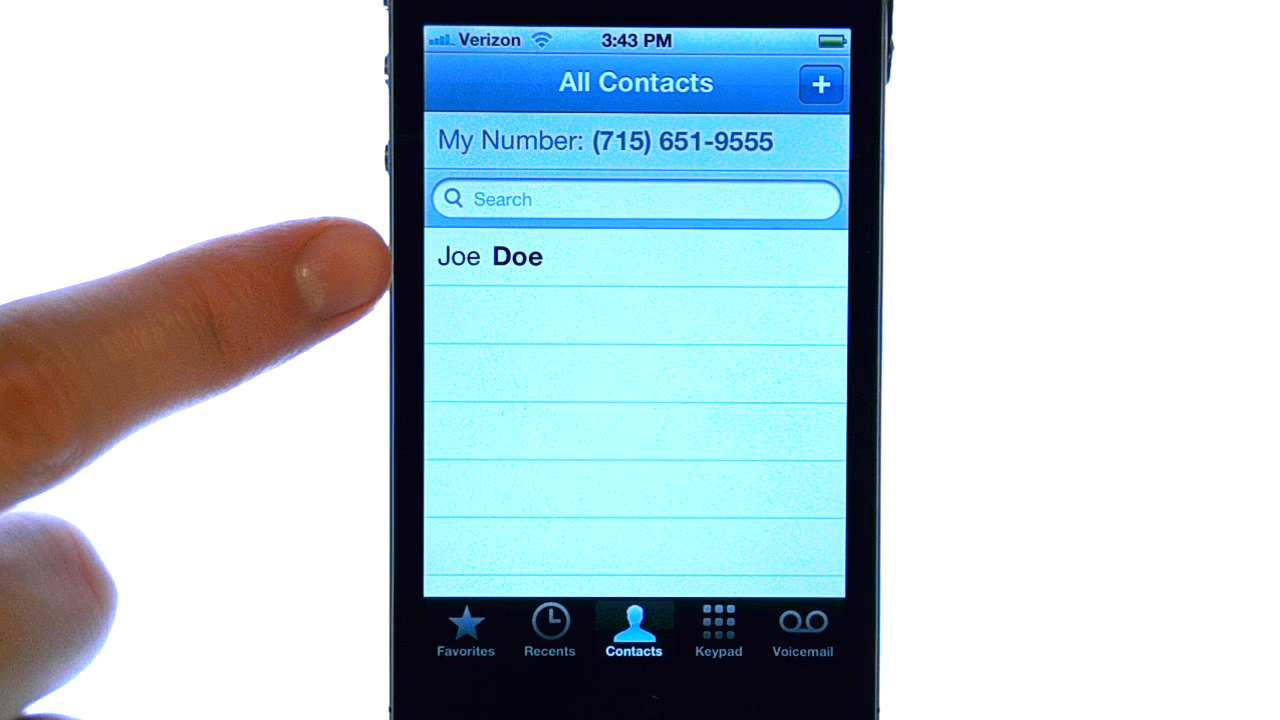 Verizon 3:43 PM
All Contacts +
My Number: (715) 651-9555
Search
Joe Doe
Favorites Recents Contacts Keypad Voicemail